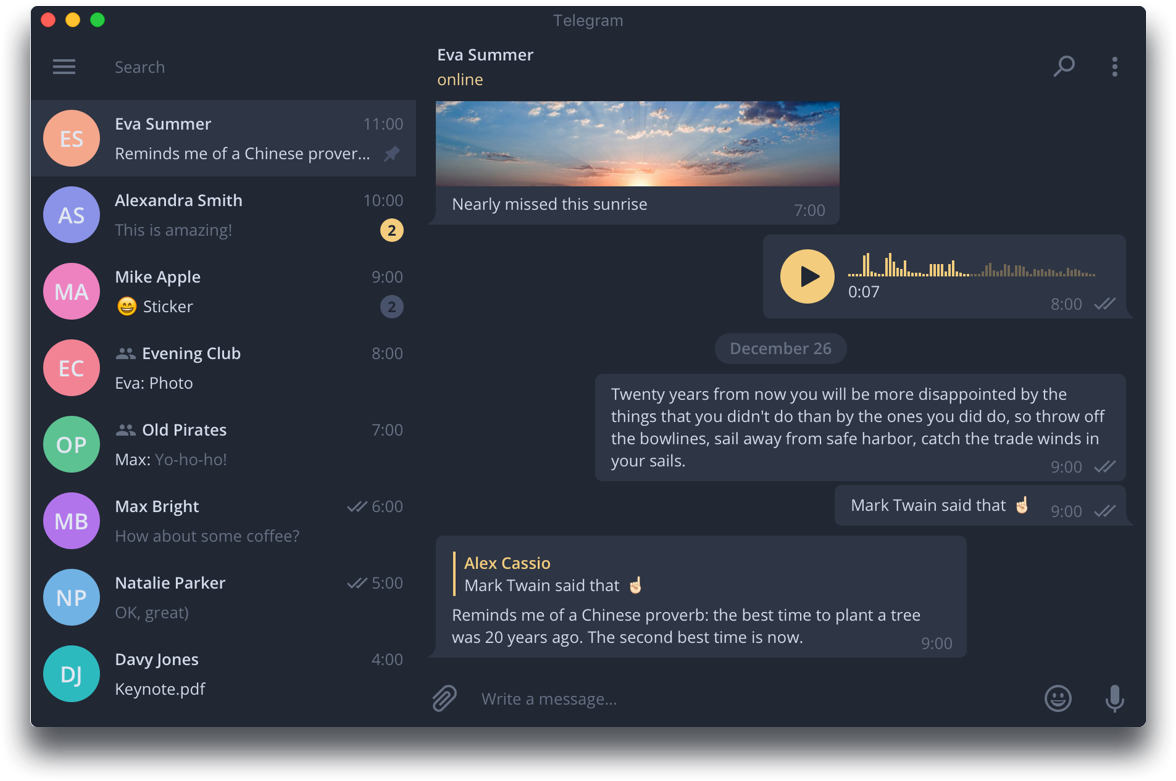 Telegram
Search
ES
Eva Summer
11:00
Reminds me of a Chinese prover...
AS
Alexandra Smith
10:00
This is amazing!
2
MA
Mike Apple
9:00
😄 Sticker
2
EC
Evening Club
8:00
Eva: Photo
OP
Old Pirates
7:00
Max: Yo-ho-ho!
MB
Max Bright
6:00
How about some coffee?
NP
Natalie Parker
5:00
OK, great)
DJ
Davy Jones
4:00
Keynote.pdf
Eva Summer
online
Nearly missed this sunrise
7:00
0:07
8:00
December 26
Twenty years from now you will be more disappointed by the
things that you didn't do than by the ones you did do, so throw off
the bowlines, sail away from safe harbor, catch the trade winds in
your sails.
9:00
Mark Twain said that ☝🏻
9:00
Alex Cassio
Mark Twain said that ☝🏻
Reminds me of a Chinese proverb: the best time to plant a tree
was 20 years ago. The second best time is now.
9:00
Write a message...